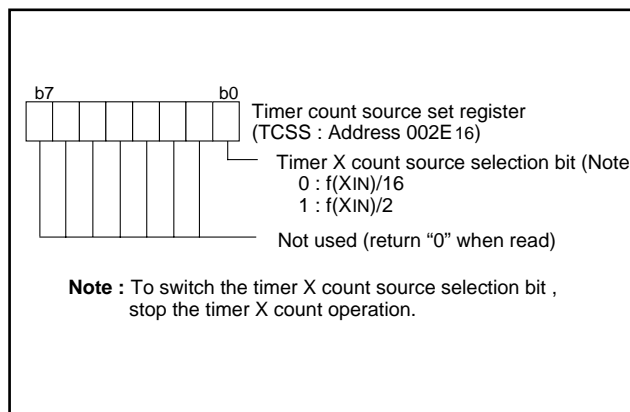 b7 b0
Timer count source set register
(TCSS : Address 002E16)
Timer X count source selection bit (Note
0 : f(XIN)/16
1 : f(XIN)/2
Not used (return “0” when read)
Note : To switch the timer X count source selection bit ,
stop the timer X count operation.